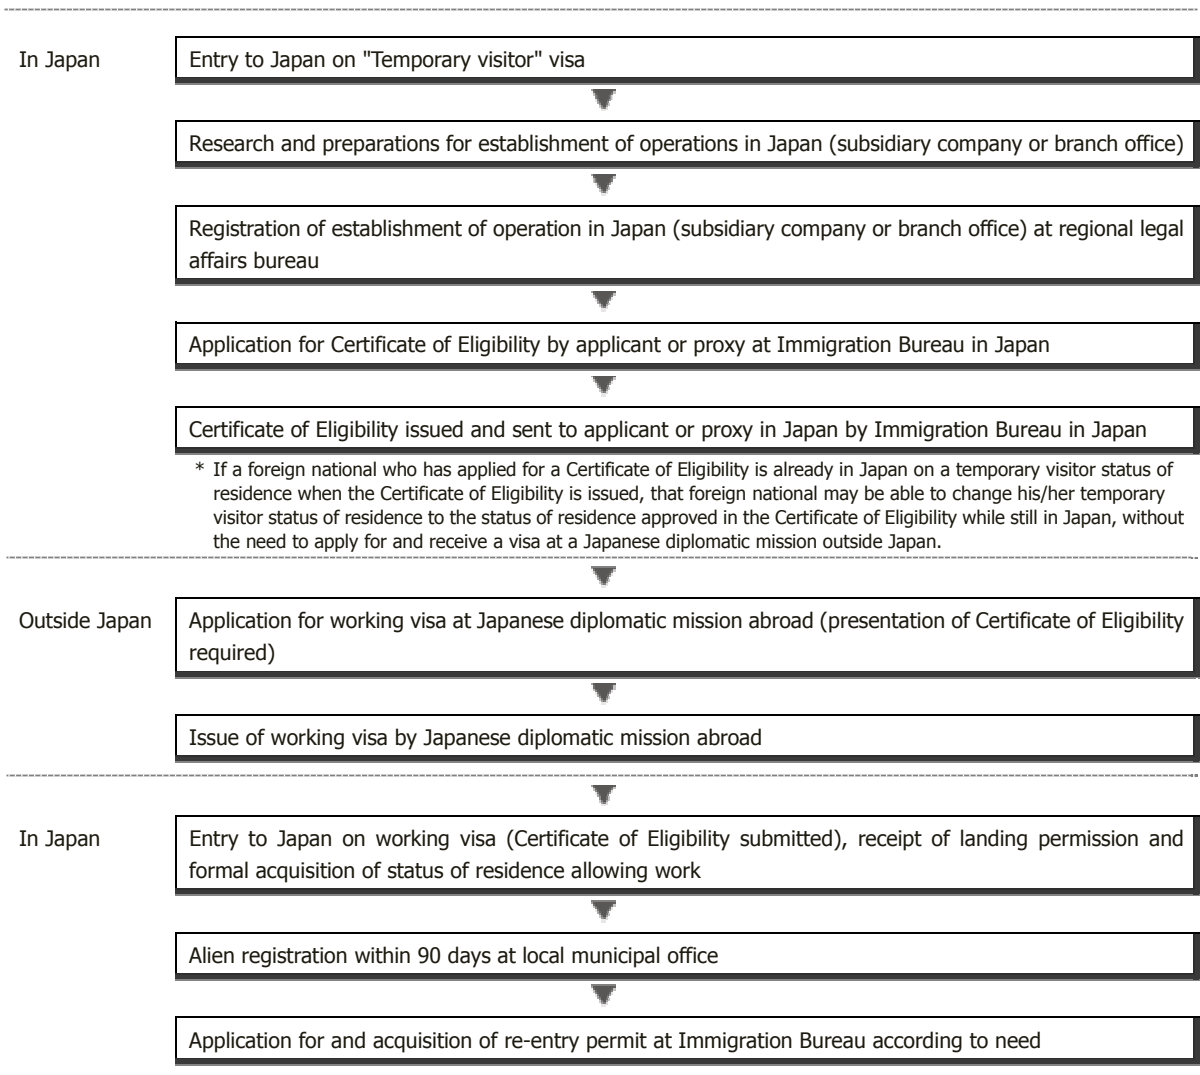 In Japan
Entry to Japan on "Temporary visitor" visa
Research and preparations for establishment of operations in Japan (subsidiary company or branch office)
Registration of establishment of operation in Japan (subsidiary company or branch office) at regional legal
affairs bureau
Application for Certificate of Eligibility by applicant or proxy at Immigration Bureau in Japan
Certificate of Eligibility issued and sent to applicant or proxy in Japan by Immigration Bureau in Japan
* If a foreign national who has applied for a Certificate of Eligibility is already in Japan on a temporary visitor status of
residence when the Certificate of Eligibility is issued, that foreign national may be able to change his/her temporary
visitor status of residence to the status of residence approved in the Certificate of Eligibility while still in Japan, without
the need to apply for and receive a visa at a Japanese diplomatic mission outside Japan.
Outside Japan
Application for working visa at Japanese diplomatic mission abroad (presentation of Certificate of Eligibility
required)
Issue of working visa by Japanese diplomatic mission abroad
In Japan
Entry to Japan on working visa (Certificate of Eligibility submitted), receipt of landing permission and
formal acquisition of status of residence allowing work
Alien registration within 90 days at local municipal office
Application for and acquisition of re-entry permit at Immigration Bureau according to need